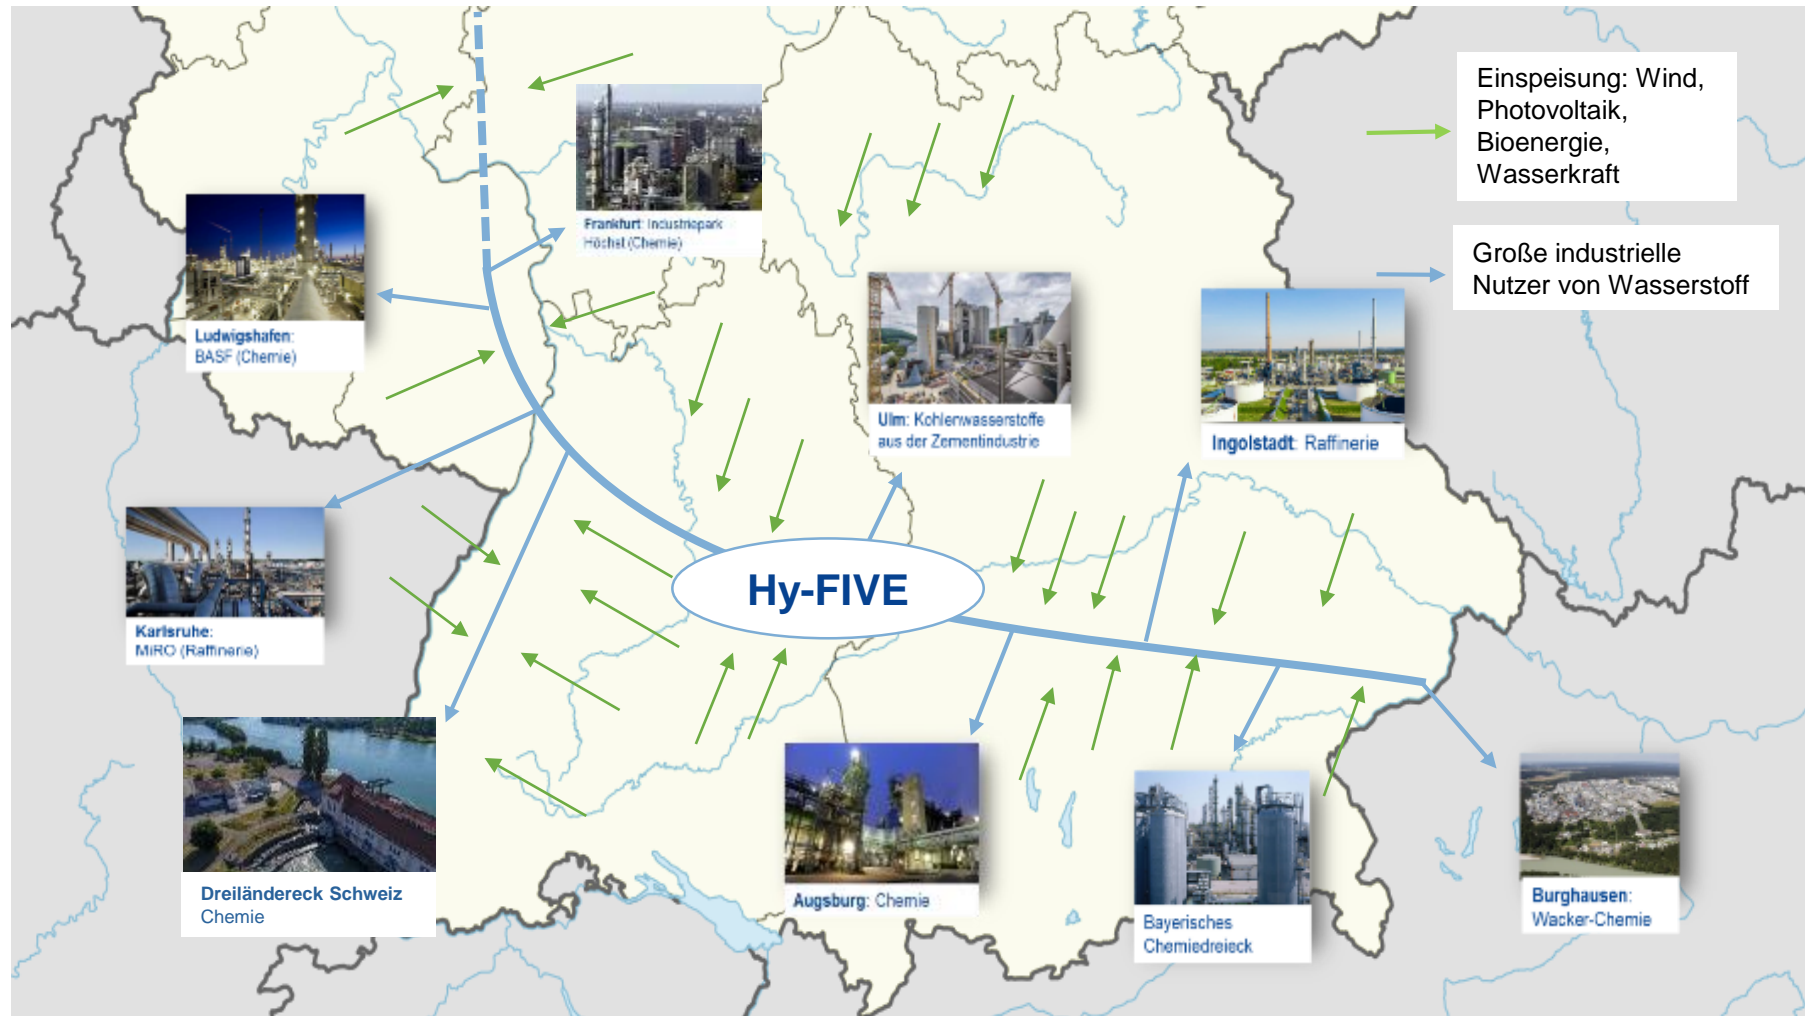 Einspeisung: Wind,
Photovoltaik,
Bioenergie,
Wasserkraft
Große industrielle
Nutzer von Wasserstoff
Frankfurt: Industriepark
Höchst (Chemie)
Ludwigshafen:
BASF (Chemie)
Ulm: Kohlenwasserstoffe
aus der Zementindustrie
Ingolstadt: Raffinerie
Hy-FIVE
Karlsruhe:
MiRO (Raffinerie)
Dreiländereck Schweiz
Chemie
Augsburg: Chemie
Bayerisches
Chemiedreieck
Burghausen:
Wacker-Chemie